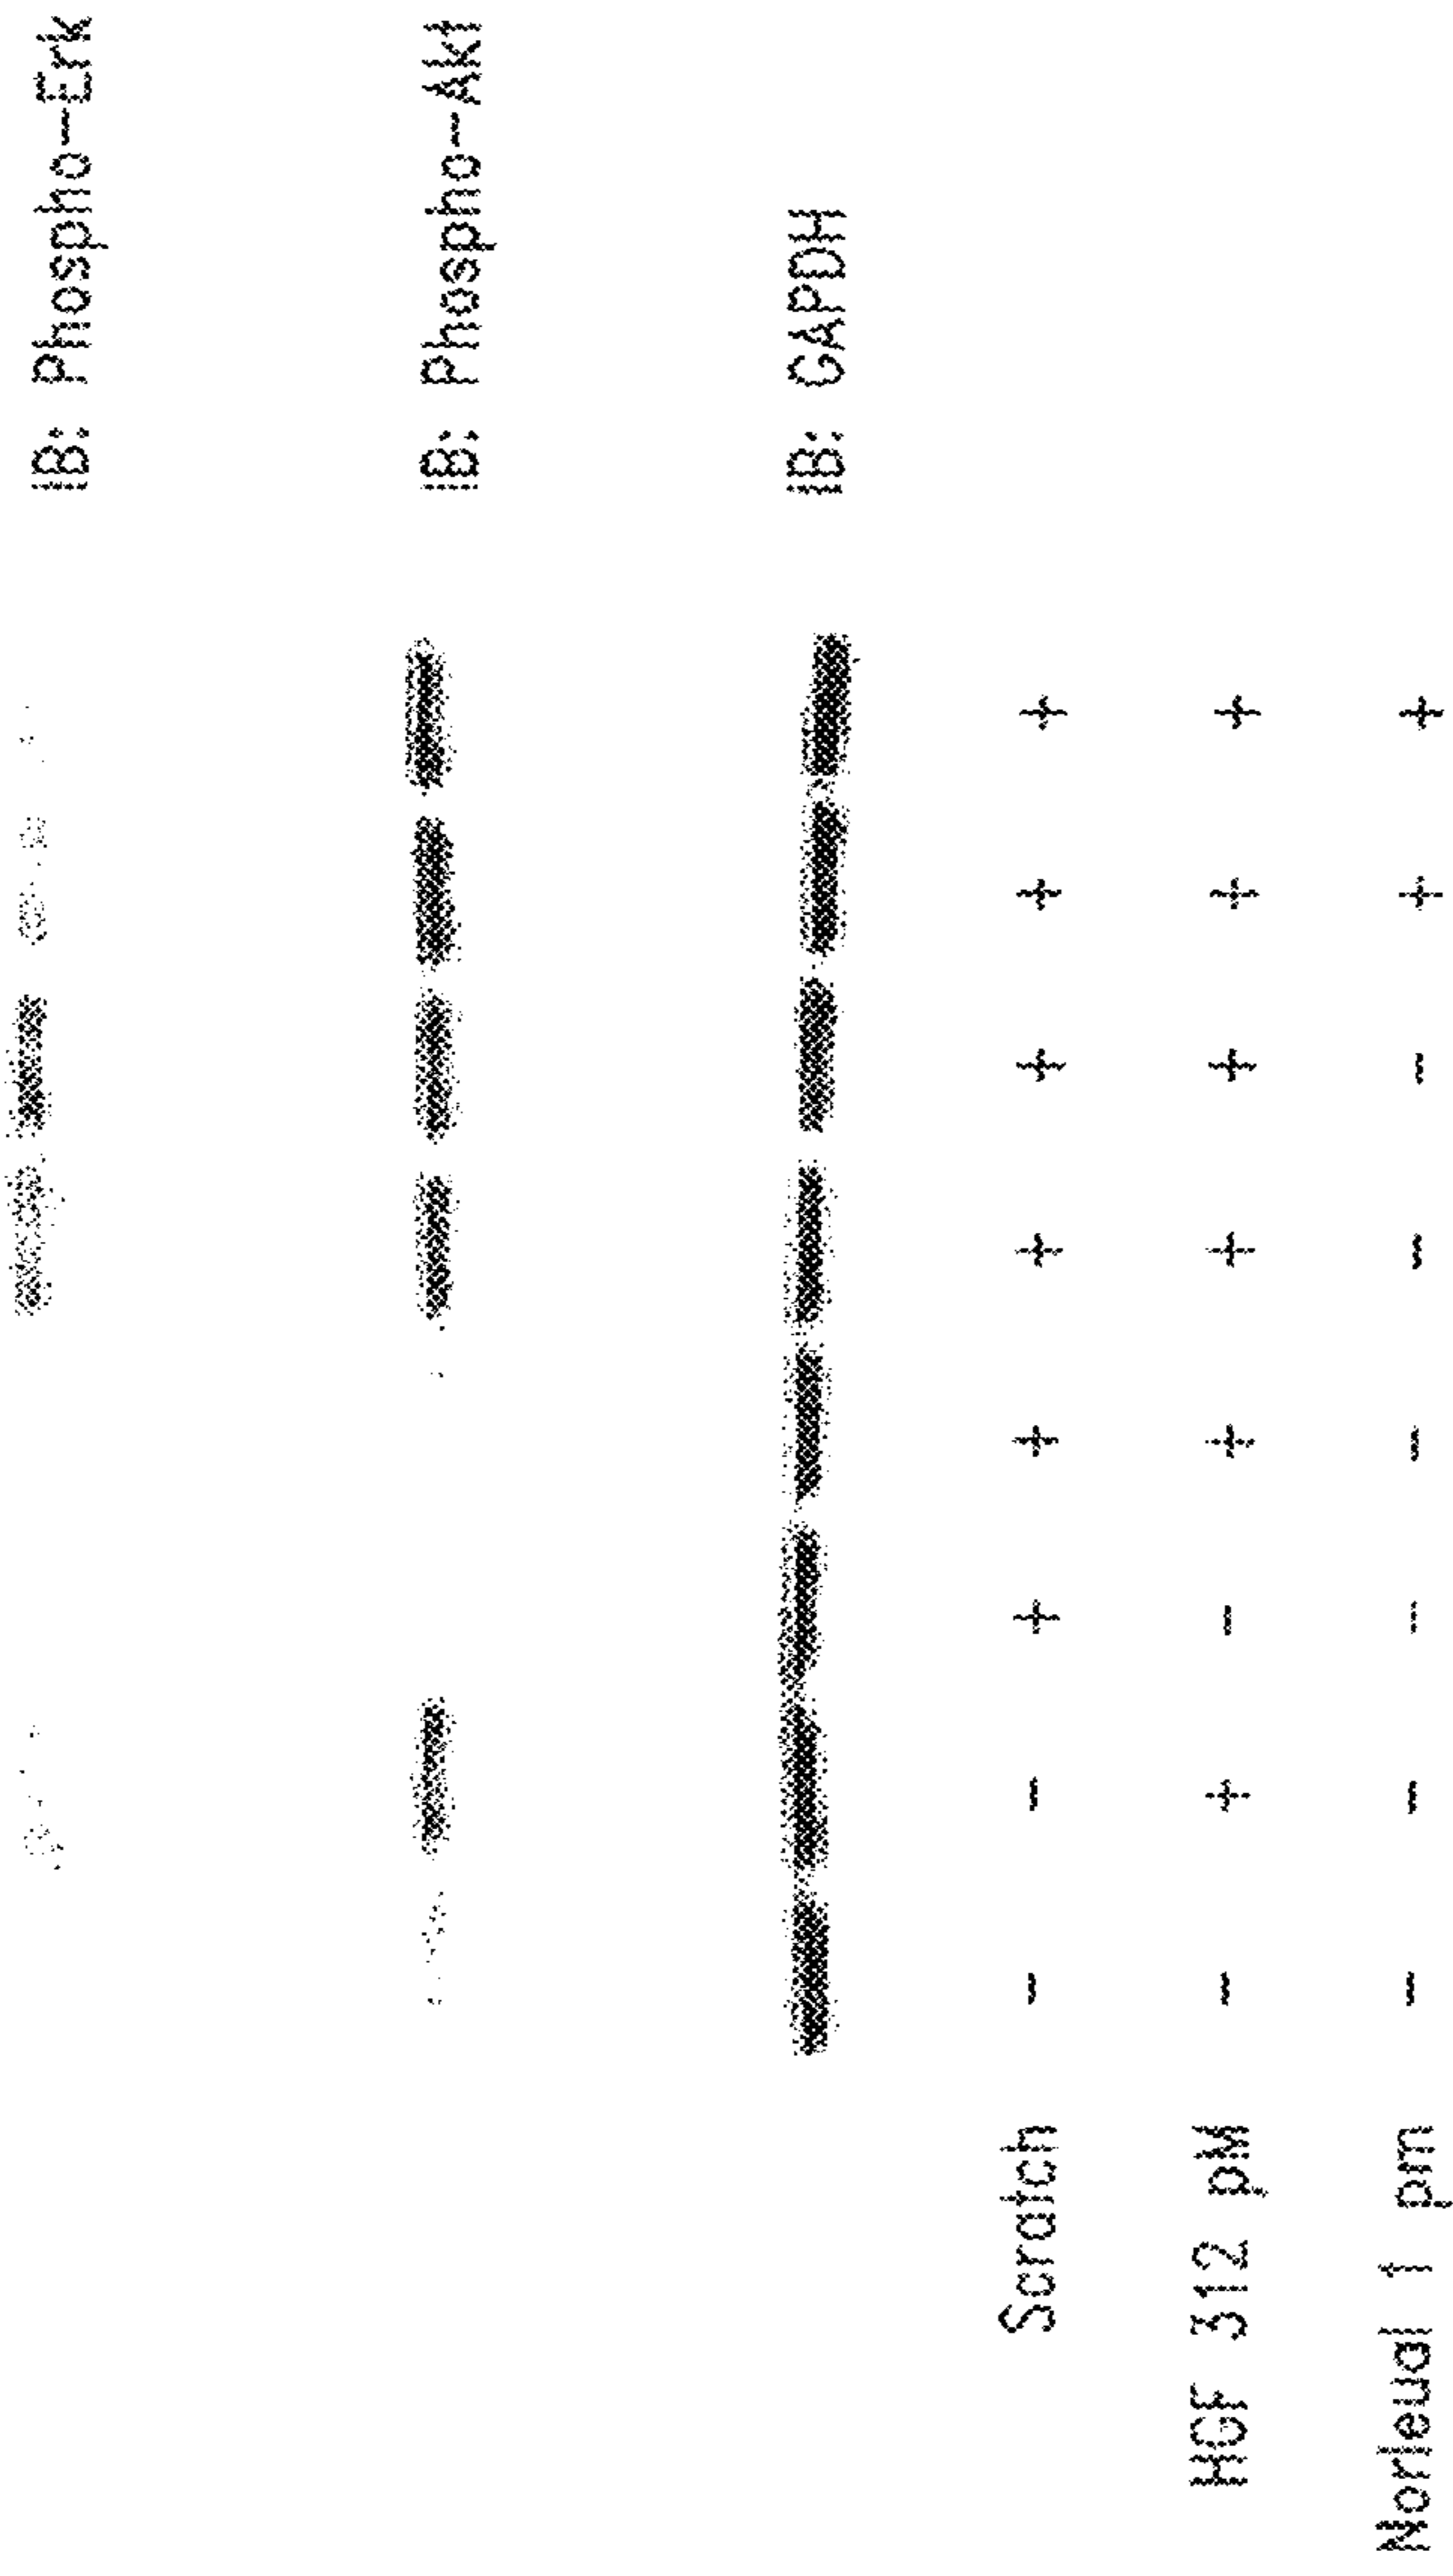 IB: Phospho-Erk
IB: Phospho-Akt
IB: GAPDH
Scratch - - + + + + + +
HGF 312 pM - + - + + + + +
Norleual 1 pm - - - - - - + +